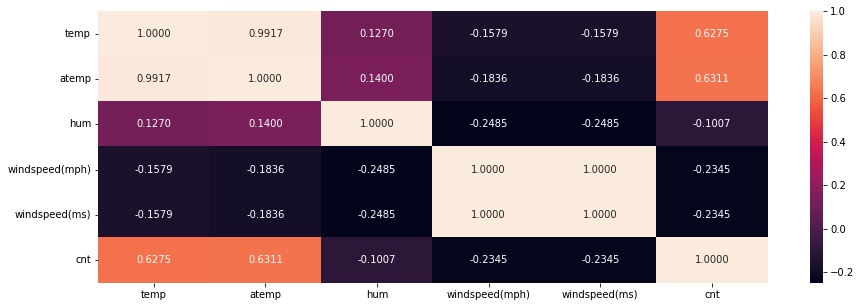 temp 1.0000 0.9917 0.1270 -0.1579 -0.1579 0.6275
atemp 0.9917 1.0000 0.1400 -0.1836 -0.1836 0.6311
hum 0.1270 0.1400 1.0000 -0.2485 -0.2485 -0.1007
windspeed(mph) -0.1579 -0.1836 -0.2485 1.0000 1.0000 -0.2345
windspeed(ms) -0.1579 -0.1836 -0.2485 1.0000 1.0000 -0.2345
cnt 0.6275 0.6311 -0.1007 -0.2345 -0.2345 1.0000
temp atemp hum windspeed(mph) windspeed(ms) cnt
1.0
0.8
0.6
0.4
0.2
0.0
−0.2